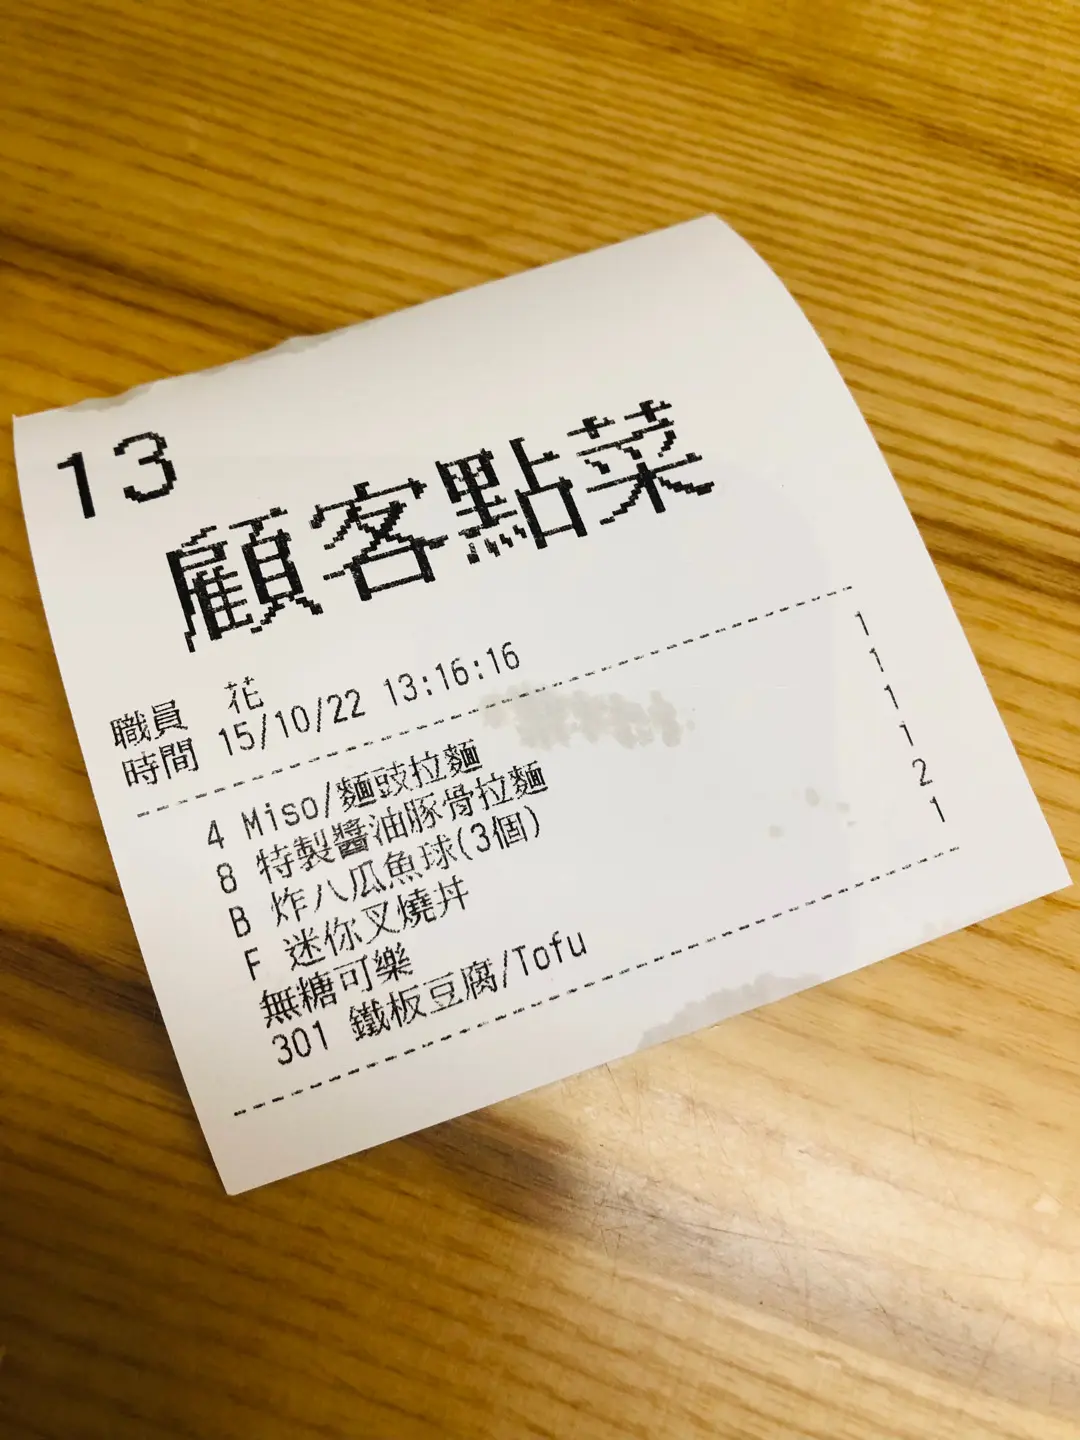 13
顧客點菜
職員 花
時間 15/10/22 13:16:16
4 Miso/麵豉拉麵 1
8 特製醬油豚骨拉麵 1
B 炸八瓜魚球(3個) 1
F 迷你叉燒丼 1
無糖可樂 2
301 鐵板豆腐/Tofu 1